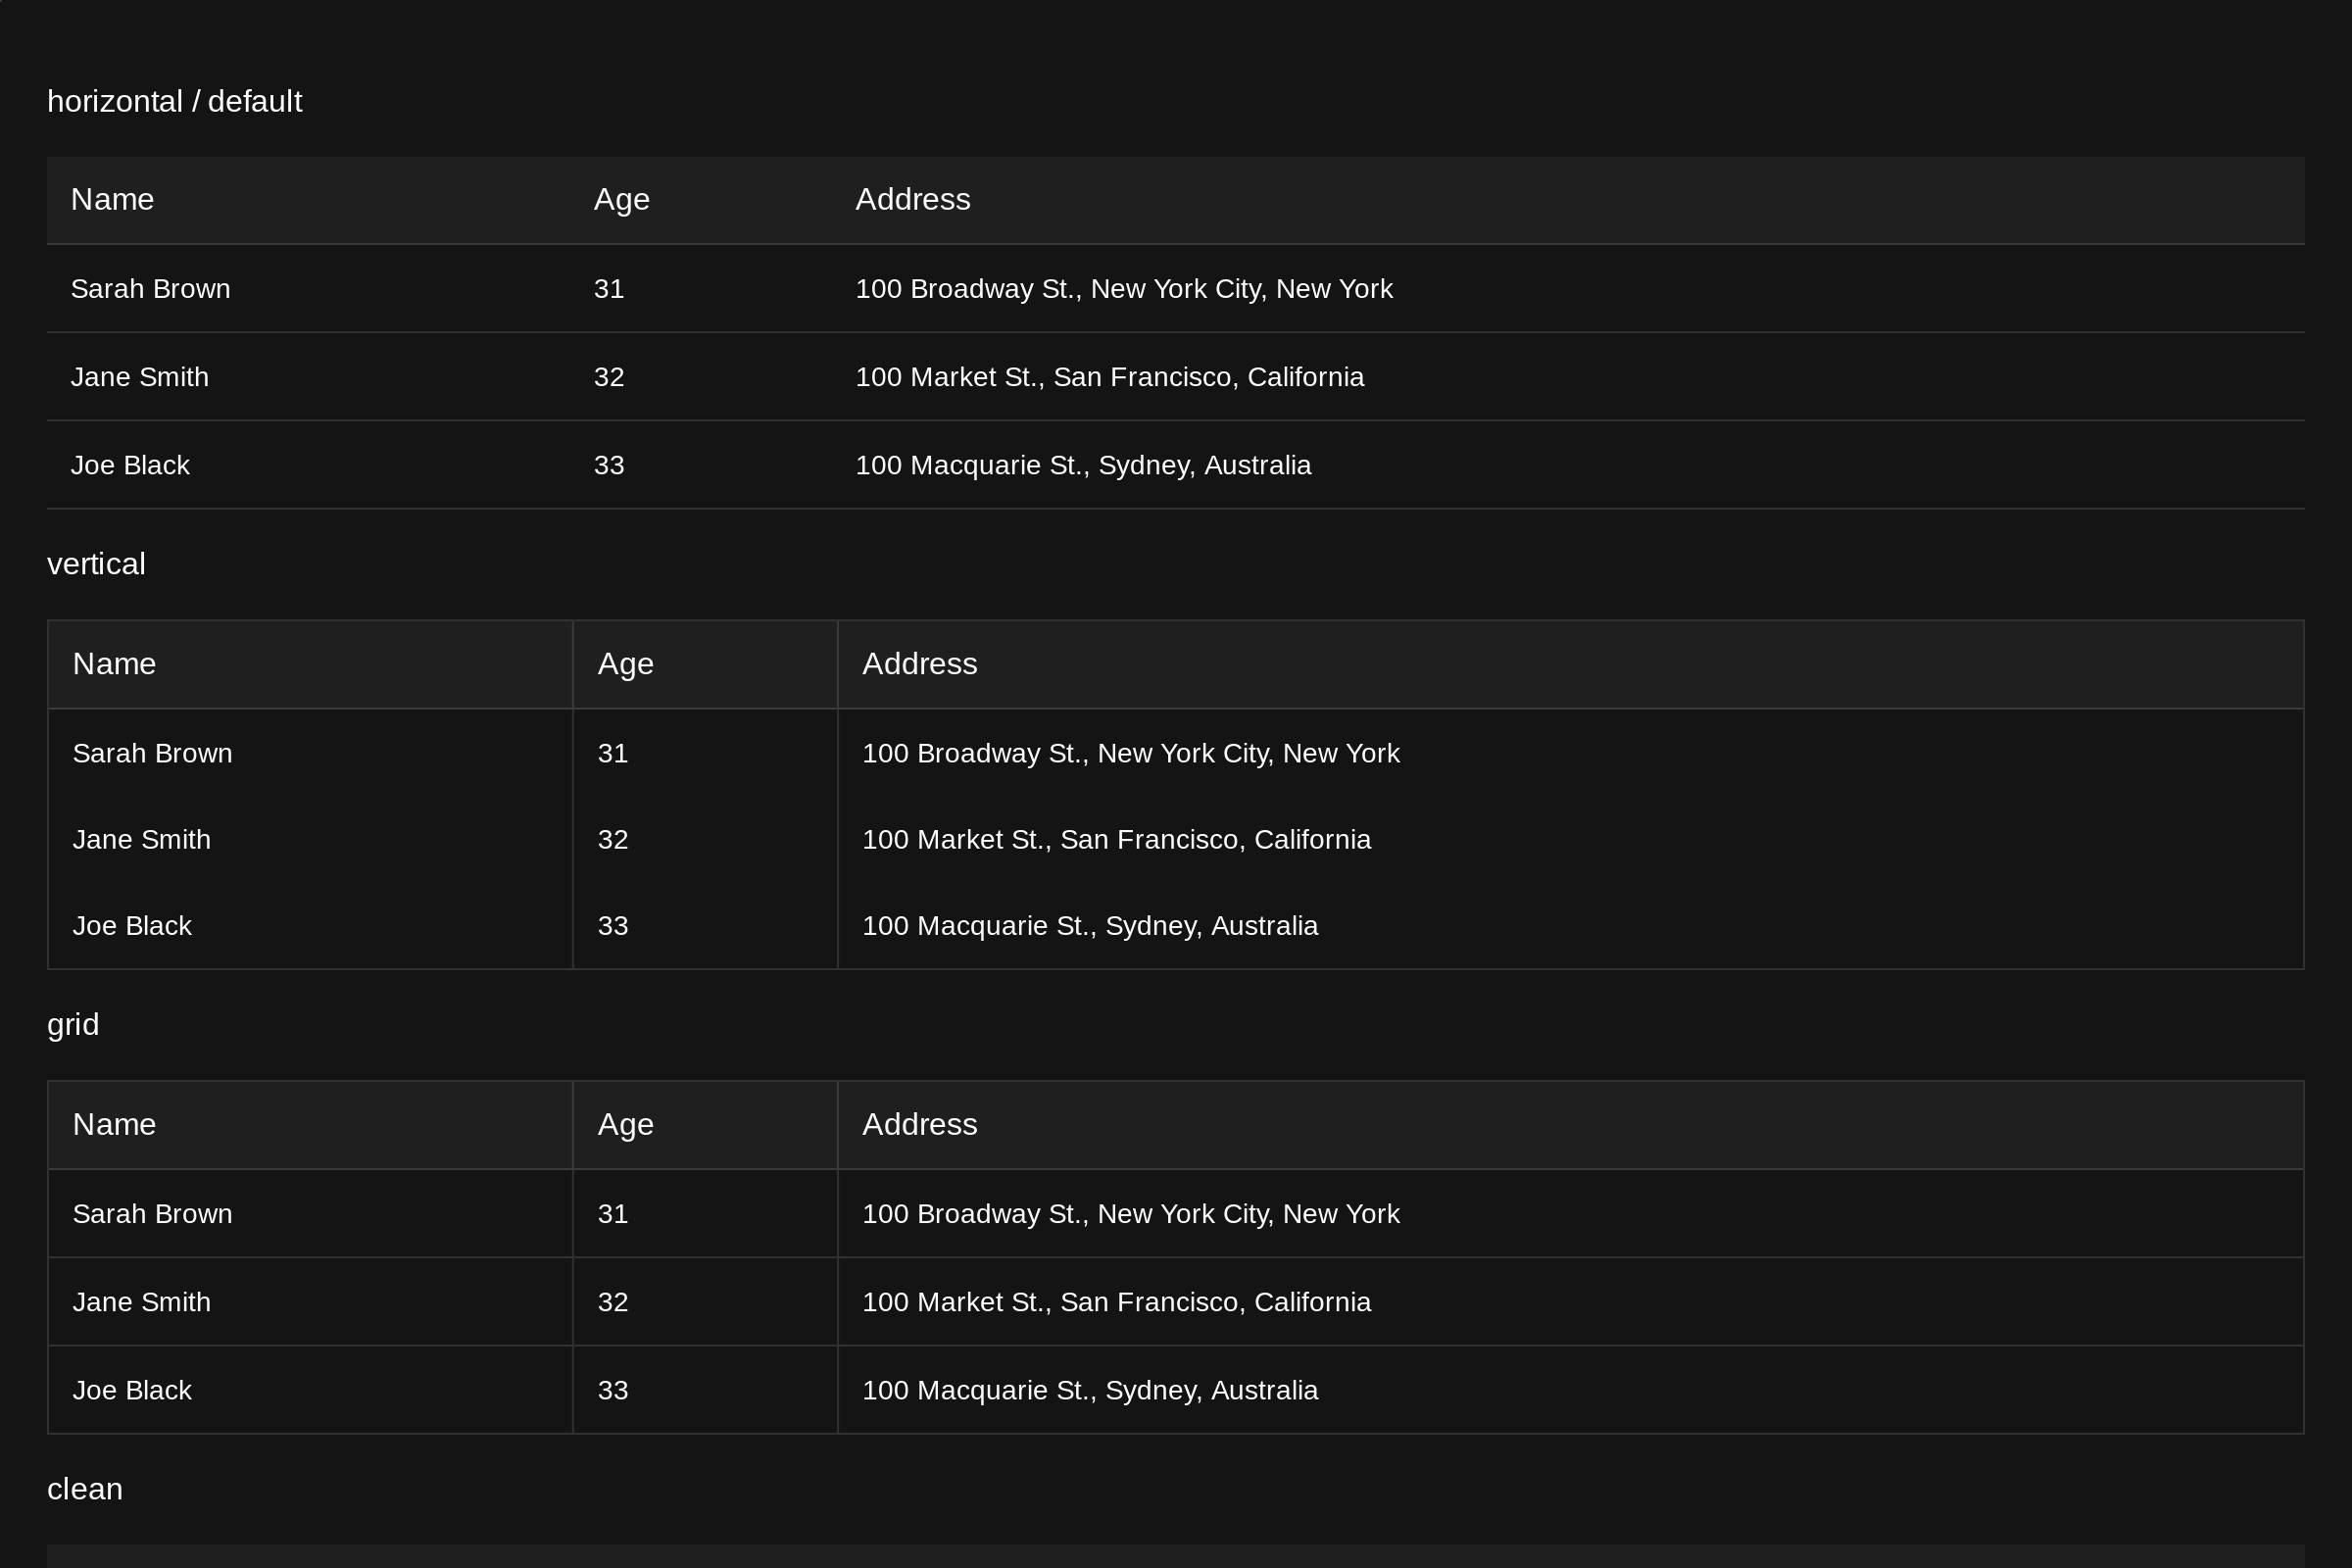 horizontal / default
Name Age Address
Sarah Brown 31 100 Broadway St., New York City, New York
Jane Smith 32 100 Market St., San Francisco, California
Joe Black 33 100 Macquarie St., Sydney, Australia
vertical
Name Age Address
Sarah Brown 31 100 Broadway St., New York City, New York
Jane Smith 32 100 Market St., San Francisco, California
Joe Black 33 100 Macquarie St., Sydney, Australia
grid
Name Age Address
Sarah Brown 31 100 Broadway St., New York City, New York
Jane Smith 32 100 Market St., San Francisco, California
Joe Black 33 100 Macquarie St., Sydney, Australia
clean